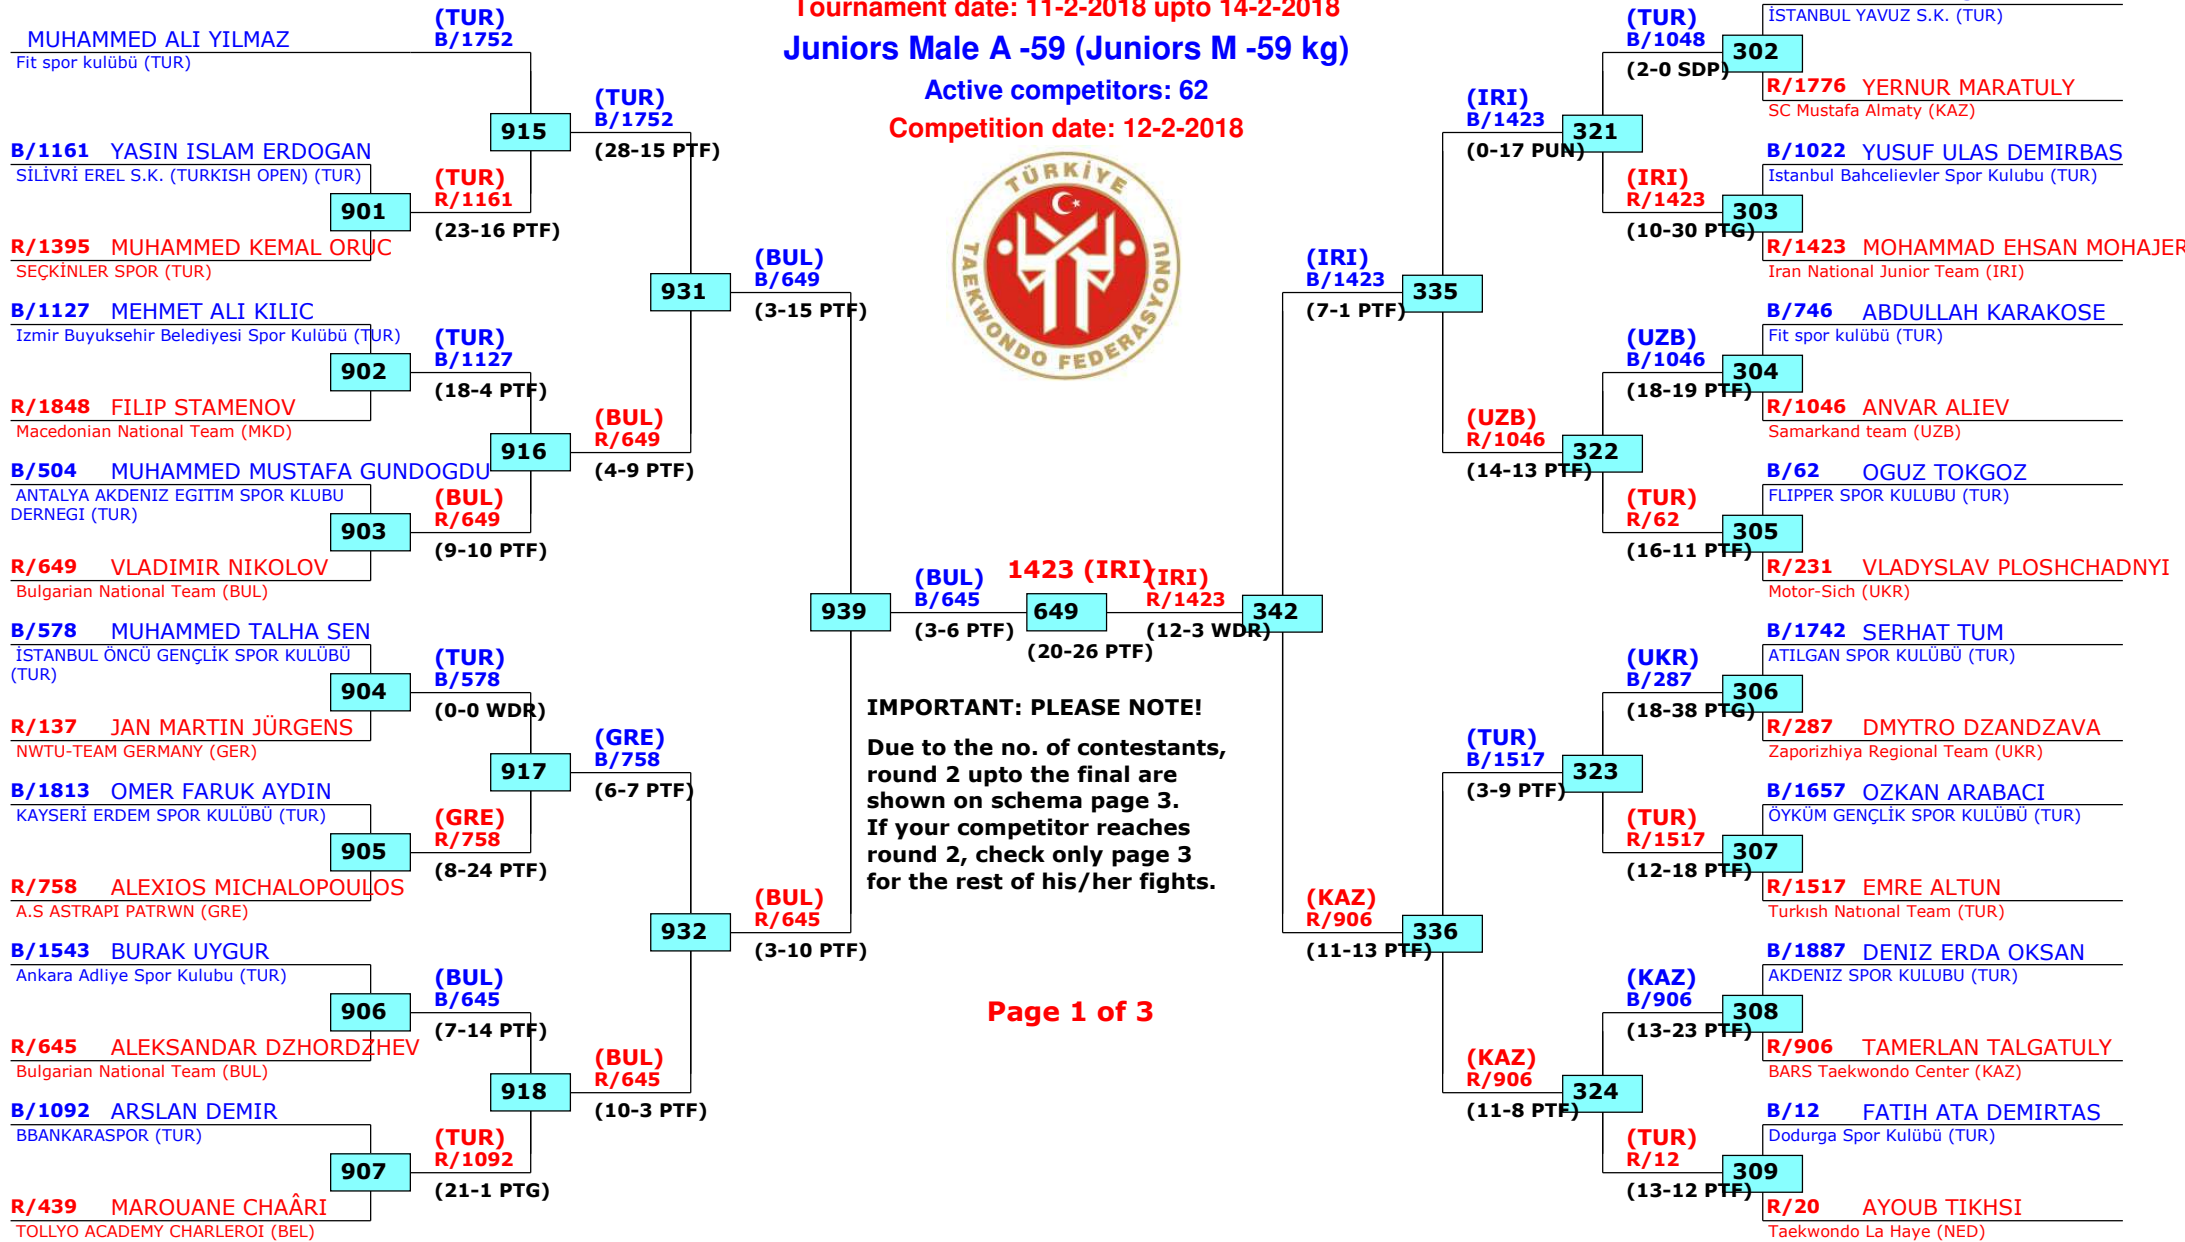 Tournament date: 11-2-2018 upto 14-2-2018
Juniors Male A -59 (Juniors M -59 kg)
Active competitors: 62
Competition date: 12-2-2018
TÜRKİYE
TAEKWONDO FEDERASYONU
MUHAMMED ALI YILMAZ
Fit spor kulübü (TUR)
B/1161 YASIN ISLAM ERDOGAN
SİLİVRİ EREL S.K. (TURKISH OPEN) (TUR)
901
R/1395 MUHAMMED KEMAL ORUC
SEÇKİNLER SPOR (TUR)
B/1127 MEHMET ALI KILIC
Izmir Buyuksehir Belediyesi Spor Kulübü (TUR)
902
R/1848 FILIP STAMENOV
Macedonian National Team (MKD)
B/504 MUHAMMED MUSTAFA GUNDOGDU
ANTALYA AKDENIZ EGITIM SPOR KLUBU
DERNEGI (TUR)
903
R/649 VLADIMIR NIKOLOV
Bulgarian National Team (BUL)
B/578 MUHAMMED TALHA SEN
İSTANBUL ÖNCÜ GENÇLİK SPOR KULÜBÜ
(TUR)
904
R/137 JAN MARTIN JÜRGENS
NWTU-TEAM GERMANY (GER)
B/1813 OMER FARUK AYDIN
KAYSERİ ERDEM SPOR KULÜBÜ (TUR)
905
R/758 ALEXIOS MICHALOPOULOS
A.S ASTRAPI PATRWN (GRE)
B/1543 BURAK UYGUR
Ankara Adliye Spor Kulubu (TUR)
906
R/645 ALEKSANDAR DZHORDZHEV
Bulgarian National Team (BUL)
B/1092 ARSLAN DEMIR
BBANKARASPOR (TUR)
907
R/439 MAROUANE CHAÂRI
TOLLYO ACADEMY CHARLEROI (BEL)
(TUR)
B/1752
915
(TUR)
R/1161
(23-16 PTF)
(TUR)
B/1127
(18-4 PTF)
916
(BUL)
R/649
(9-10 PTF)
(TUR)
B/578
(0-0 WDR)
917
(GRE)
R/758
(8-24 PTF)
(BUL)
B/645
(7-14 PTF)
918
(TUR)
R/1092
(21-1 PTG)
(TUR)
B/1752
(28-15 PTF)
931
(BUL)
R/649
(4-9 PTF)
(GRE)
B/758
(6-7 PTF)
932
(BUL)
R/645
(10-3 PTF)
(BUL)
B/649
(3-15 PTF)
939
(BUL)
R/645
(3-10 PTF)
(BUL)
B/645
(3-6 PTF)
1423 (IRI)
649
(20-26 PTF)
(IRI)
R/1423
(12-3 WDR)
342
IMPORTANT: PLEASE NOTE!
Due to the no. of contestants,
round 2 upto the final are
shown on schema page 3.
If your competitor reaches
round 2, check only page 3
for the rest of his/her fights.
Page 1 of 3
(IRI)
B/1423
(7-1 PTF)
335
(KAZ)
R/906
(11-13 PTF)
336
(IRI)
B/1423
(0-17 PUN)
321
(UZB)
R/1046
(14-13 PTF)
322
(TUR)
B/1517
(3-9 PTF)
323
(KAZ)
R/906
(11-8 PTF)
324
(TUR)
B/1048
(2-0 SDP)
302
(IRI)
R/1423
(10-30 PTG)
303
(UZB)
B/1046
(18-19 PTF)
304
(TUR)
R/62
(16-11 PTF)
305
(UKR)
B/287
(18-38 PTG)
306
(TUR)
R/1517
(12-18 PTF)
307
(KAZ)
B/906
(13-23 PTF)
308
(TUR)
R/12
(13-12 PTF)
309
İSTANBUL YAVUZ S.K. (TUR)
R/1776 YERNUR MARATULY
SC Mustafa Almaty (KAZ)
B/1022 YUSUF ULAS DEMIRBAS
Istanbul Bahcelievler Spor Kulubu (TUR)
R/1423 MOHAMMAD EHSAN MOHAJER
Iran National Junior Team (IRI)
B/746 ABDULLAH KARAKOSE
Fit spor kulübü (TUR)
R/1046 ANVAR ALIEV
Samarkand team (UZB)
B/62 OGUZ TOKGOZ
FLIPPER SPOR KULUBU (TUR)
R/231 VLADYSLAV PLOSHCHADNYI
Motor-Sich (UKR)
B/1742 SERHAT TUM
ATILGAN SPOR KULÜBÜ (TUR)
R/287 DMYTRO DZANDZAVA
Zaporizhiya Regional Team (UKR)
B/1657 OZKAN ARABACI
ÖYKÜM GENÇLİK SPOR KULÜBÜ (TUR)
R/1517 EMRE ALTUN
Turkısh Natıonal Team (TUR)
B/1887 DENIZ ERDA OKSAN
AKDENIZ SPOR KULUBU (TUR)
R/906 TAMERLAN TALGATULY
BARS Taekwondo Center (KAZ)
B/12 FATIH ATA DEMIRTAS
Dodurga Spor Kulübü (TUR)
R/20 AYOUB TIKHSI
Taekwondo La Haye (NED)